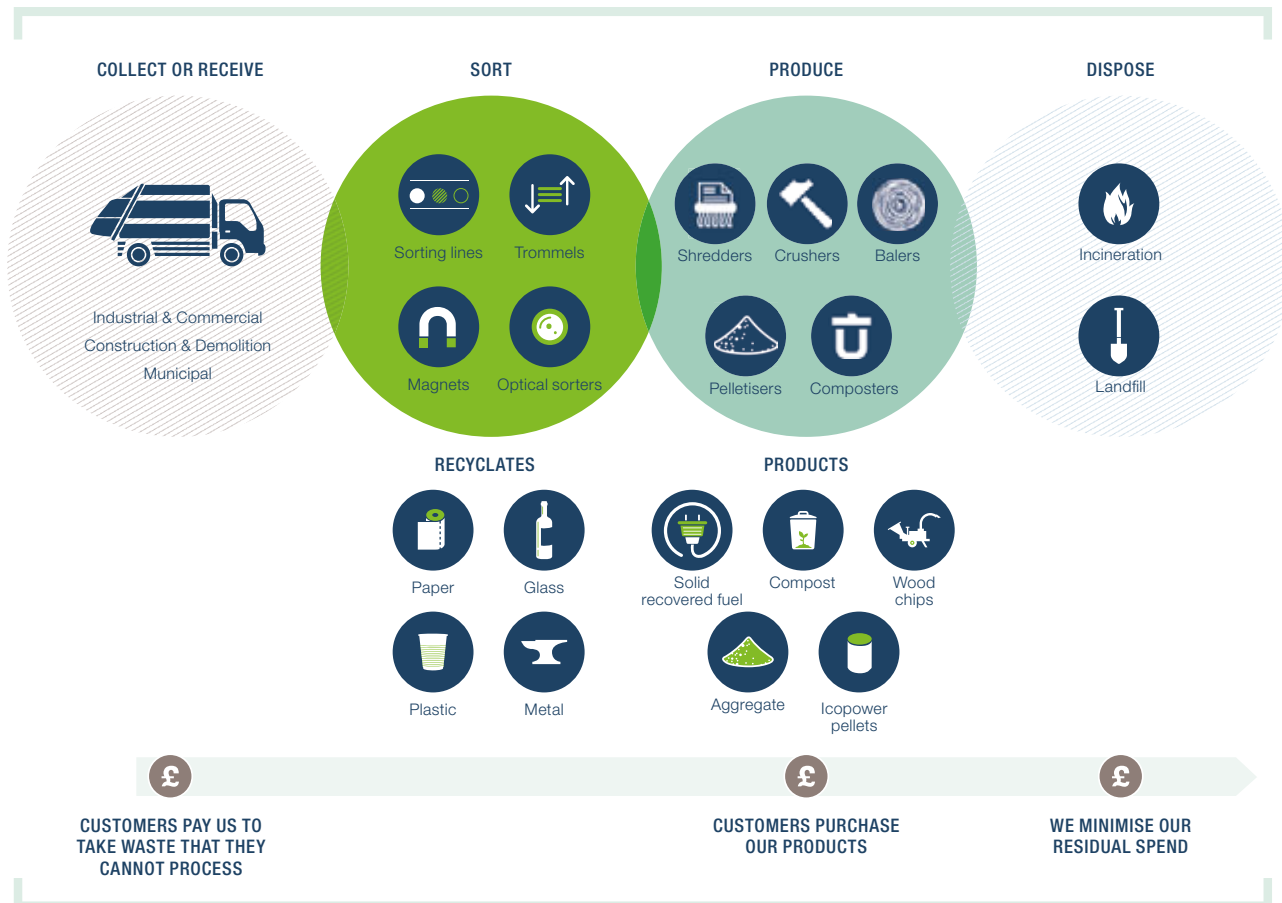 COLLECT OR RECEIVE
SORT
PRODUCE
DISPOSE
Industrial & Commercial
Construction & Demolition
Municipal
Sorting lines
Trommels
Magnets
Optical sorters
Shredders
Crushers
Balers
Pelletisers
Composters
Incineration
Landfill
RECYCLATES
Paper
Glass
Plastic
Metal
PRODUCTS
Solid
recovered fuel
Compost
Wood
chips
Aggregate
Icopower
pellets
£
CUSTOMERS PAY US TO
TAKE WASTE THAT THEY
CANNOT PROCESS
£
CUSTOMERS PURCHASE
OUR PRODUCTS
£
WE MINIMISE OUR
RESIDUAL SPEND